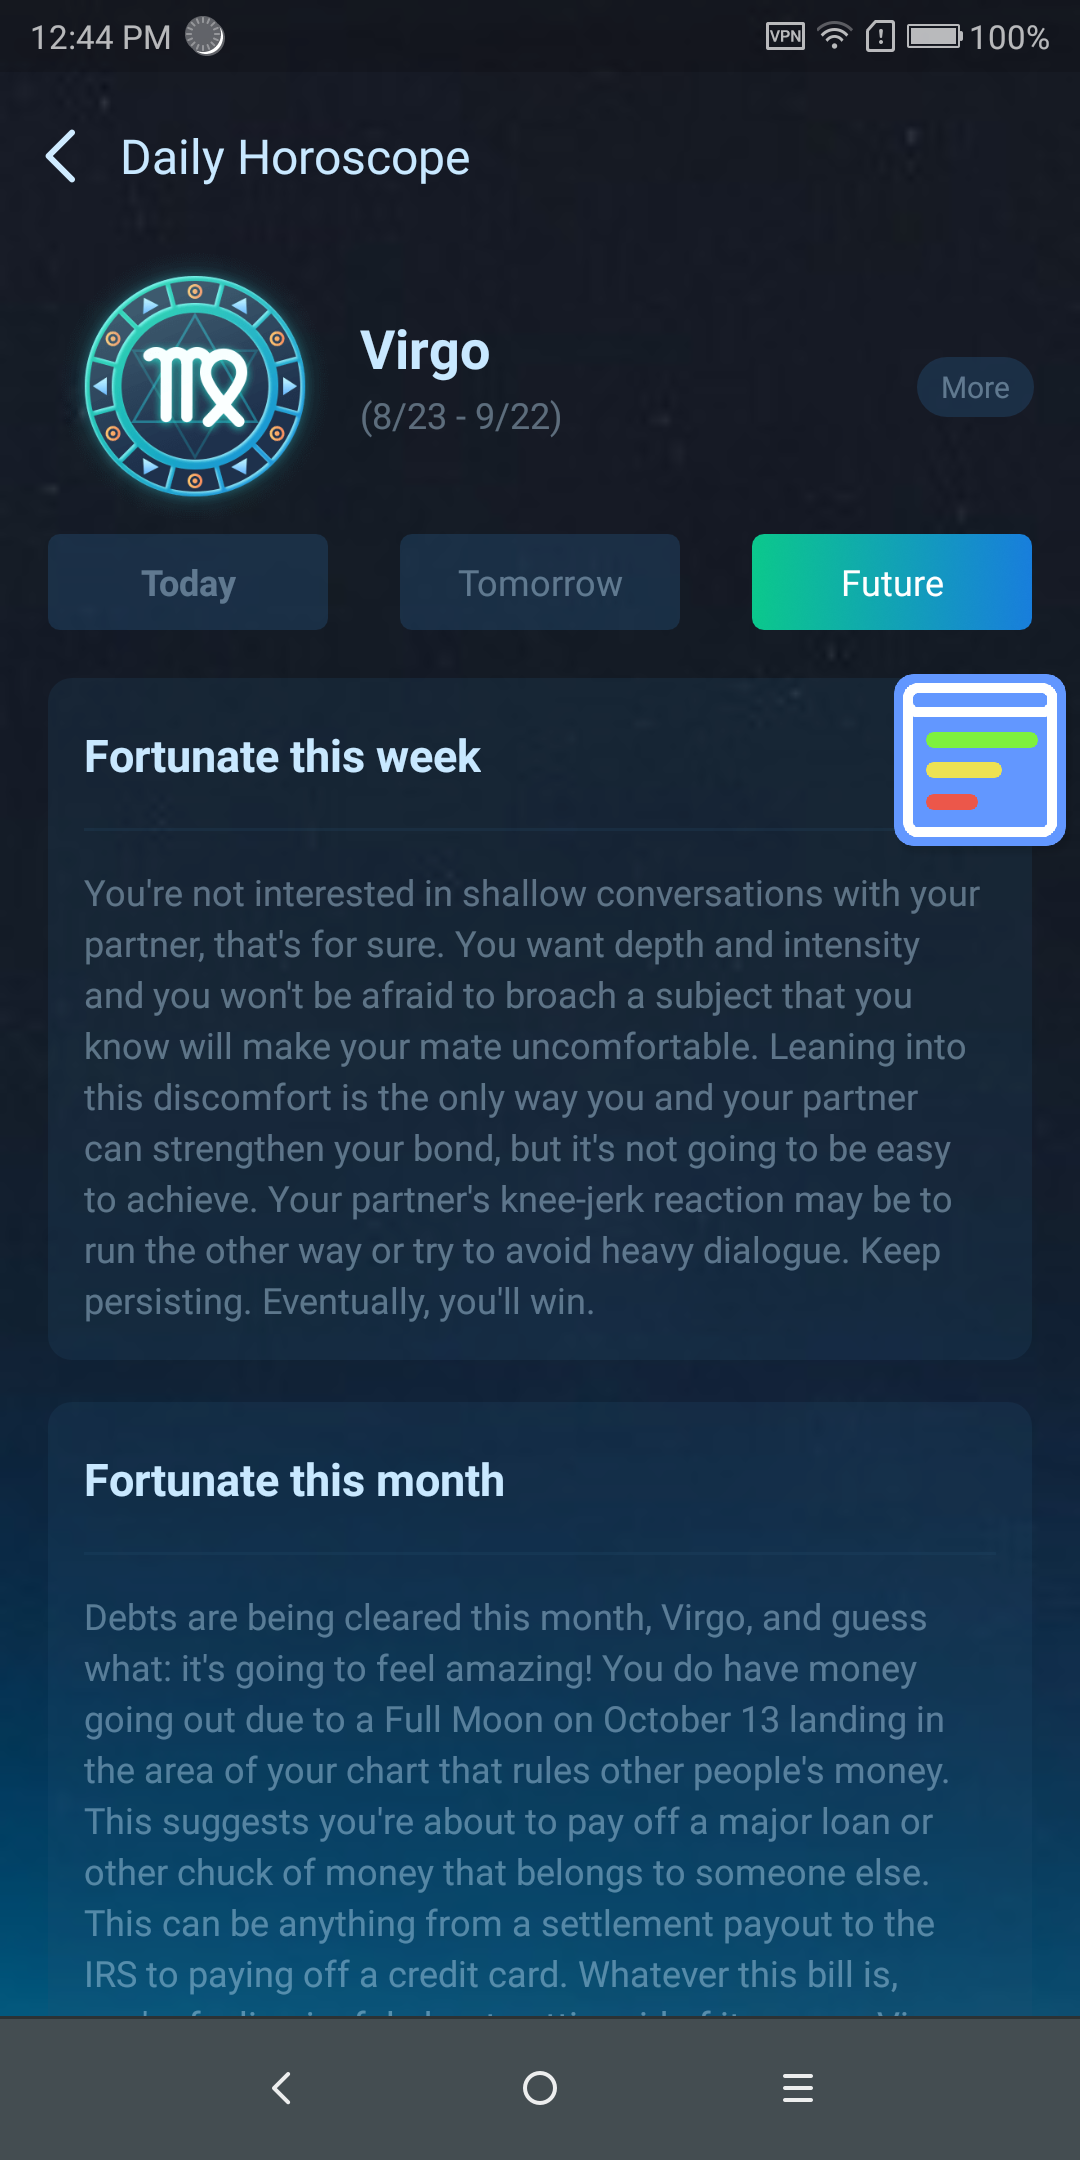 12:44 PM VPN 100%
Daily Horoscope
Virgo
(8/23 - 9/22)
More
Today Tomorrow Future
Fortunate this week
You're not interested in shallow conversations with your
partner, that's for sure. You want depth and intensity
and you won't be afraid to broach a subject that you
know will make your mate uncomfortable. Leaning into
this discomfort is the only way you and your partner
can strengthen your bond, but it's not going to be easy
to achieve. Your partner's knee-jerk reaction may be to
run the other way or try to avoid heavy dialogue. Keep
persisting. Eventually, you'll win.
Fortunate this month
Debts are being cleared this month, Virgo, and guess
what: it's going to feel amazing! You do have money
going out due to a Full Moon on October 13 landing in
the area of your chart that rules other people's money.
This suggests you're about to pay off a major loan or
other chuck of money that belongs to someone else.
This can be anything from a settlement payout to the
IRS to paying off a credit card. Whatever this bill is,